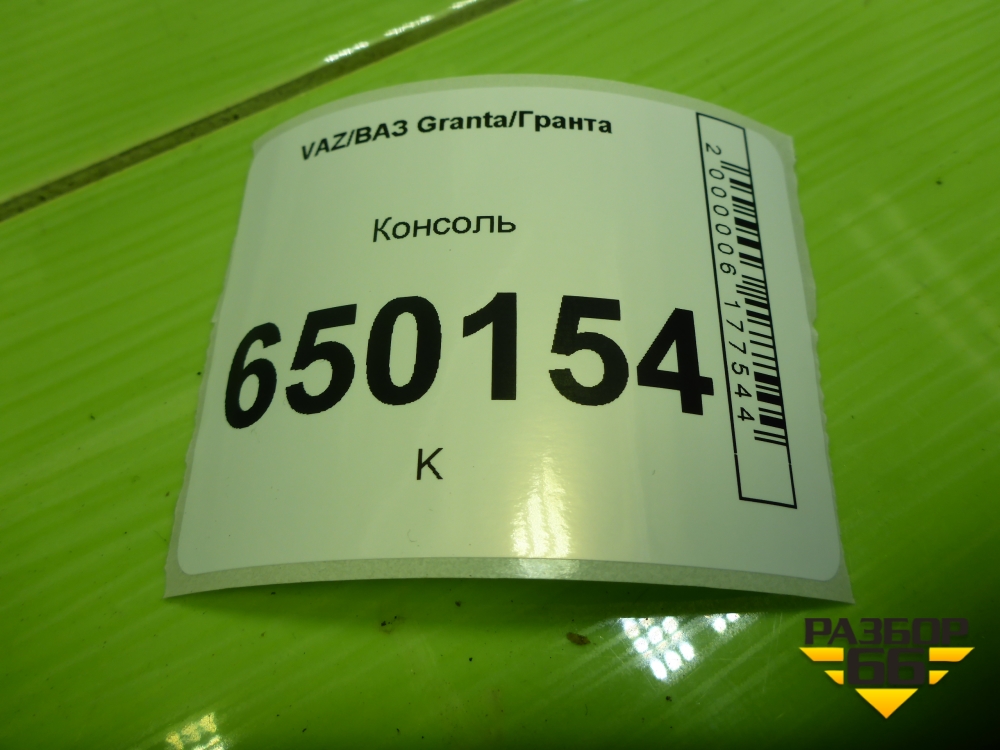 VAZ/ВАЗ Granta/Гранта
Консоль
650154
К
2000006177544
РАЗБОР
66